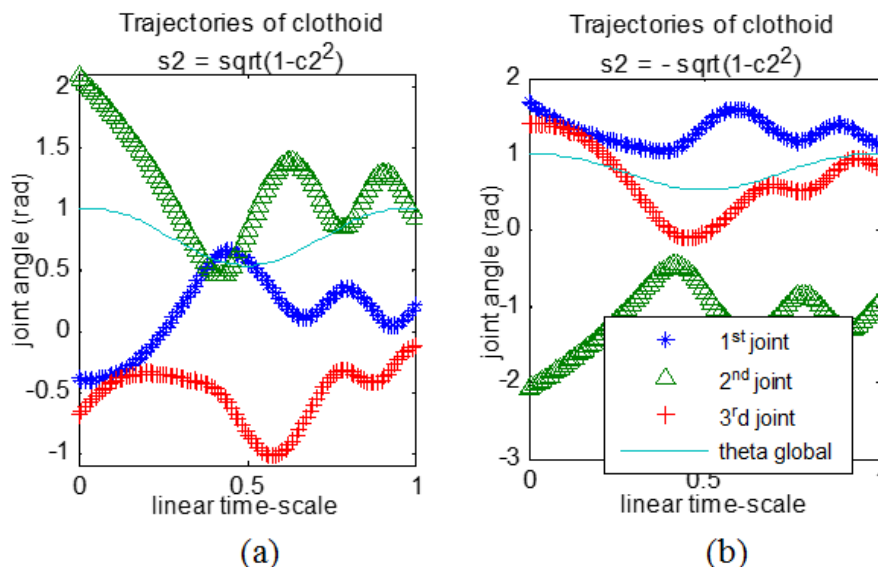 Trajectories of clothoid
s2 = sqrt(1-c2²)
2
1.5
1
0.5
0
-0.5
-1
joint angle (rad)
0
0.5
1
linear time-scale
(a)
Trajectories of clothoid
s2 = - sqrt(1-c2²)
2
1
0
-1
-2
-3
joint angle (rad)
1ˢᵗ joint
2ⁿᵈ joint
3ʳd joint
theta global
0
0.5
1
linear time-scale
(b)